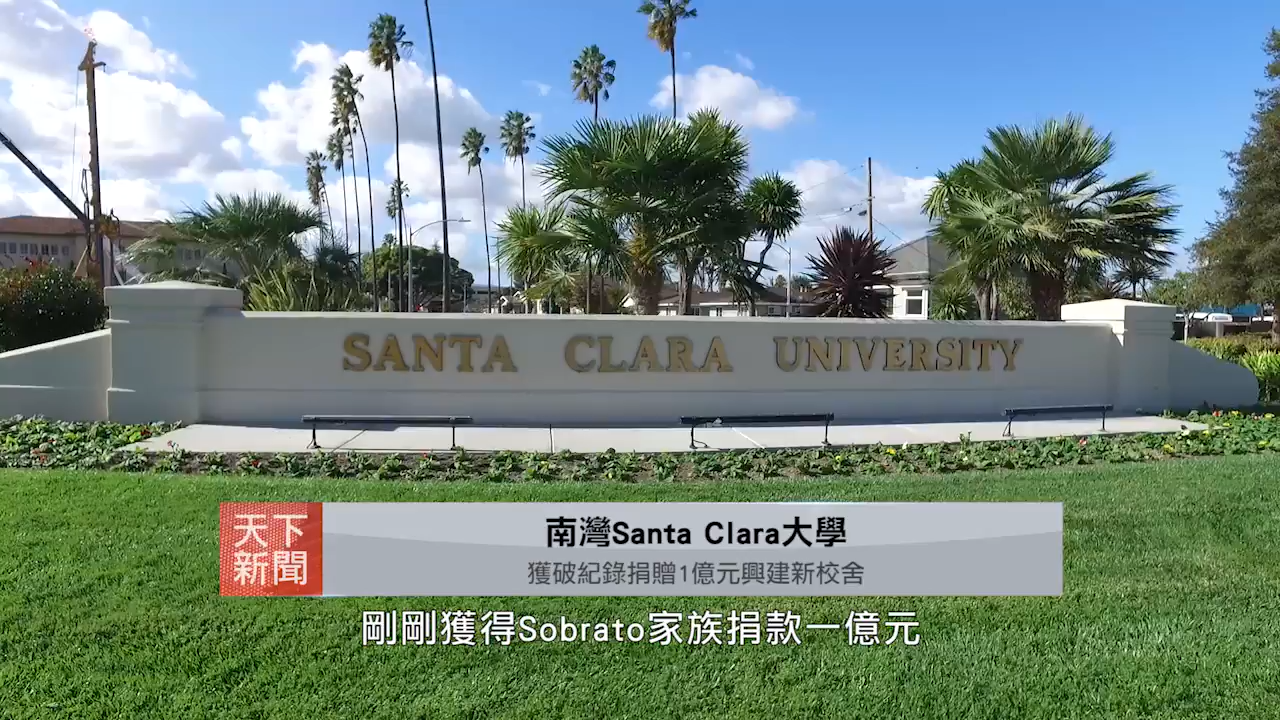 SANTA CLARA UNIVERSITY
天下
新聞
南灣Santa Clara大學
獲破紀錄捐贈1億元興建新校舍
剛剛獲得Sobrato家族捐款一億元